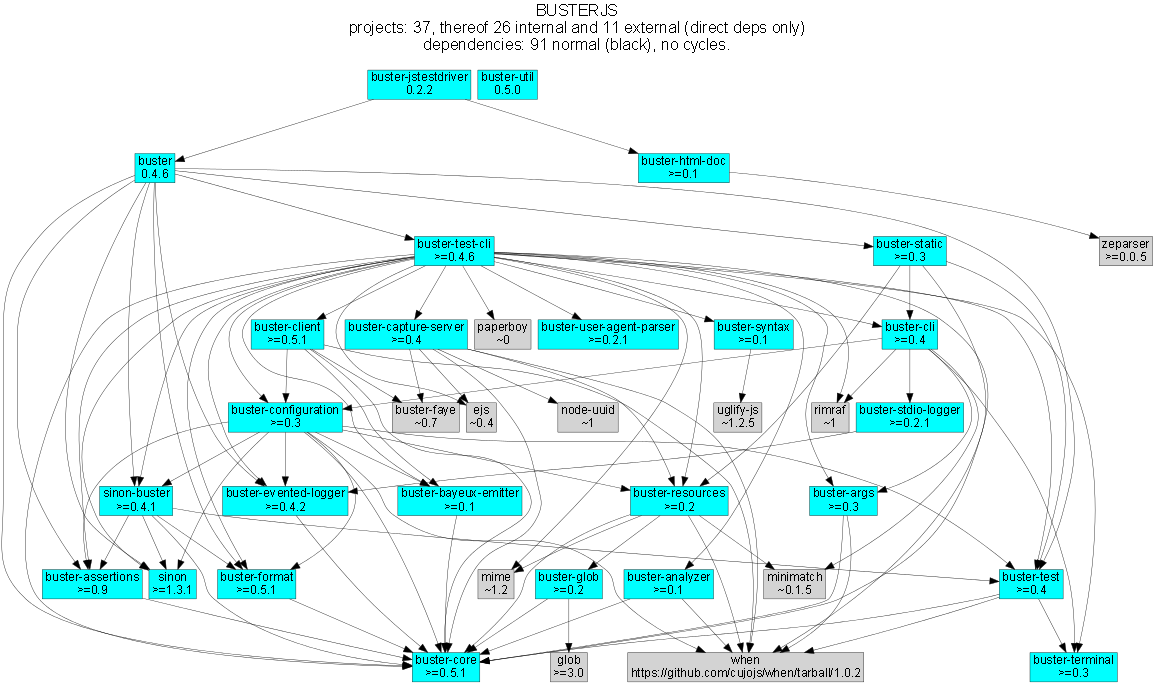 BUSTERJS
projects: 37, thereof 26 internal and 11 external (direct deps only)
dependencies: 91 normal (black), no cycles.
buster-jstestdriver
0.2.2
buster-util
0.5.0
buster
0.4.6
buster-html-doc
>=0.1
buster-test-cli
>=0.4.6
buster-static
>=0.3
zeparser
>=0.0.5
buster-client
>=0.5.1
buster-capture-server
>=0.4
paperboy
~0
buster-user-agent-parser
>=0.2.1
buster-syntax
>=0.1
buster-cli
>=0.4
buster-configuration
>=0.3
buster-faye
~0.7
ejs
~0.4
node-uuid
~1
uglify-js
~1.2.5
rimraf
~1
buster-stdio-logger
>=0.2.1
sinon-buster
>=0.4.1
buster-evented-logger
>=0.4.2
buster-bayeux-emitter
>=0.1
buster-resources
>=0.2
buster-args
>=0.3
buster-assertions
>=0.9
sinon
>=1.3.1
buster-format
>=0.5.1
mime
~1.2
buster-glob
>=0.2
buster-analyzer
>=0.1
minimatch
~0.1.5
buster-test
>=0.4
buster-core
>=0.5.1
glob
>=3.0
when
https://github.com/cujojs/when/tarball/1.0.2
buster-terminal
>=0.3